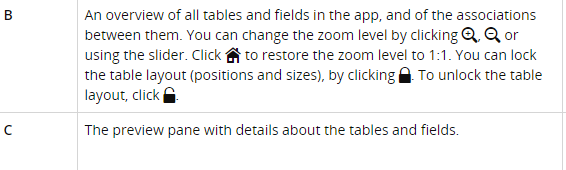 B An overview of all tables and fields in the app, and of the associations
between them. You can change the zoom level by clicking , or
using the slider. Click to restore the zoom level to 1:1. You can lock
the table layout (positions and sizes), by clicking . To unlock the table
layout, click .
C The preview pane with details about the tables and fields.